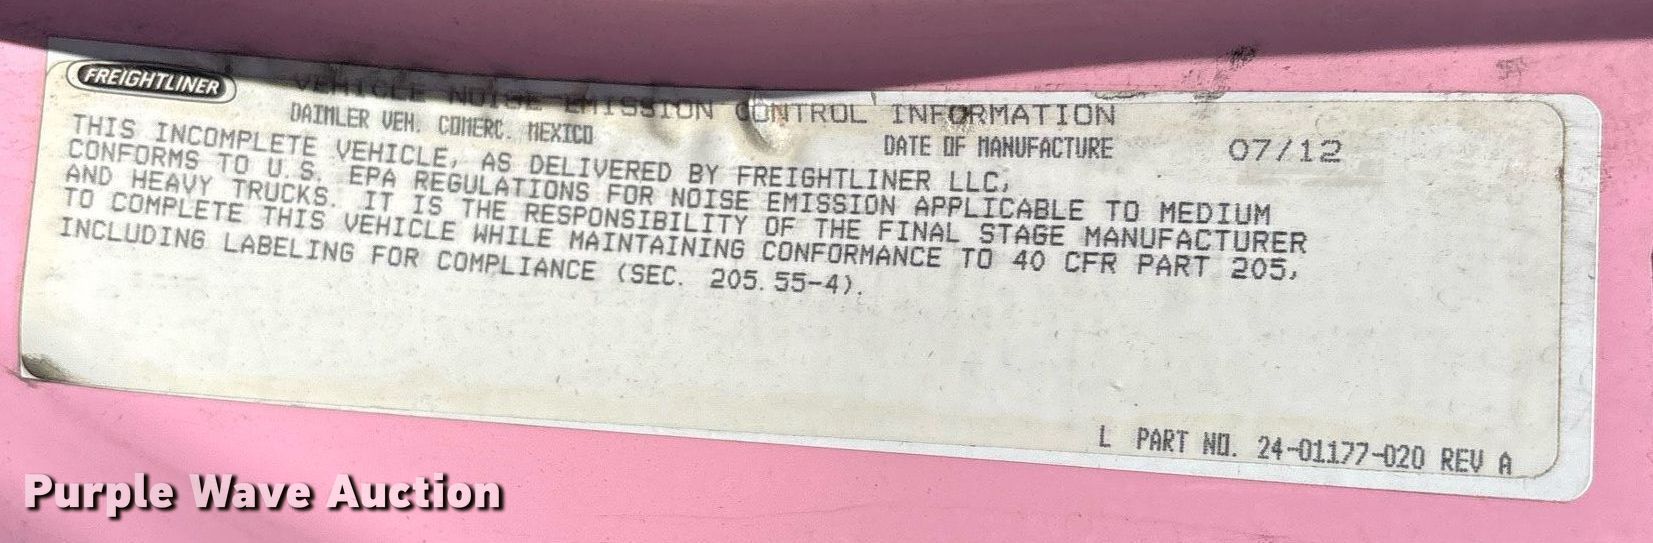 FREIGHTLINER
VEHICLE NOISE EMISSION CONTROL INFORMATION
DAIMLER VEH. COMERC. MEXICO
DATE OF MANUFACTURE 07/12
THIS INCOMPLETE VEHICLE, AS DELIVERED BY FREIGHTLINER LLC,
CONFORMS TO U.S. EPA REGULATIONS FOR NOISE EMISSION APPLICABLE TO MEDIUM
AND HEAVY TRUCKS. IT IS THE RESPONSIBILITY OF THE FINAL STAGE MANUFACTURER
TO COMPLETE THIS VEHICLE WHILE MAINTAINING CONFORMANCE TO 40 CFR PART 205,
INCLUDING LABELING FOR COMPLIANCE (SEC. 205.55-4).
L PART NO. 24-01177-020 REV A
Purple Wave Auction